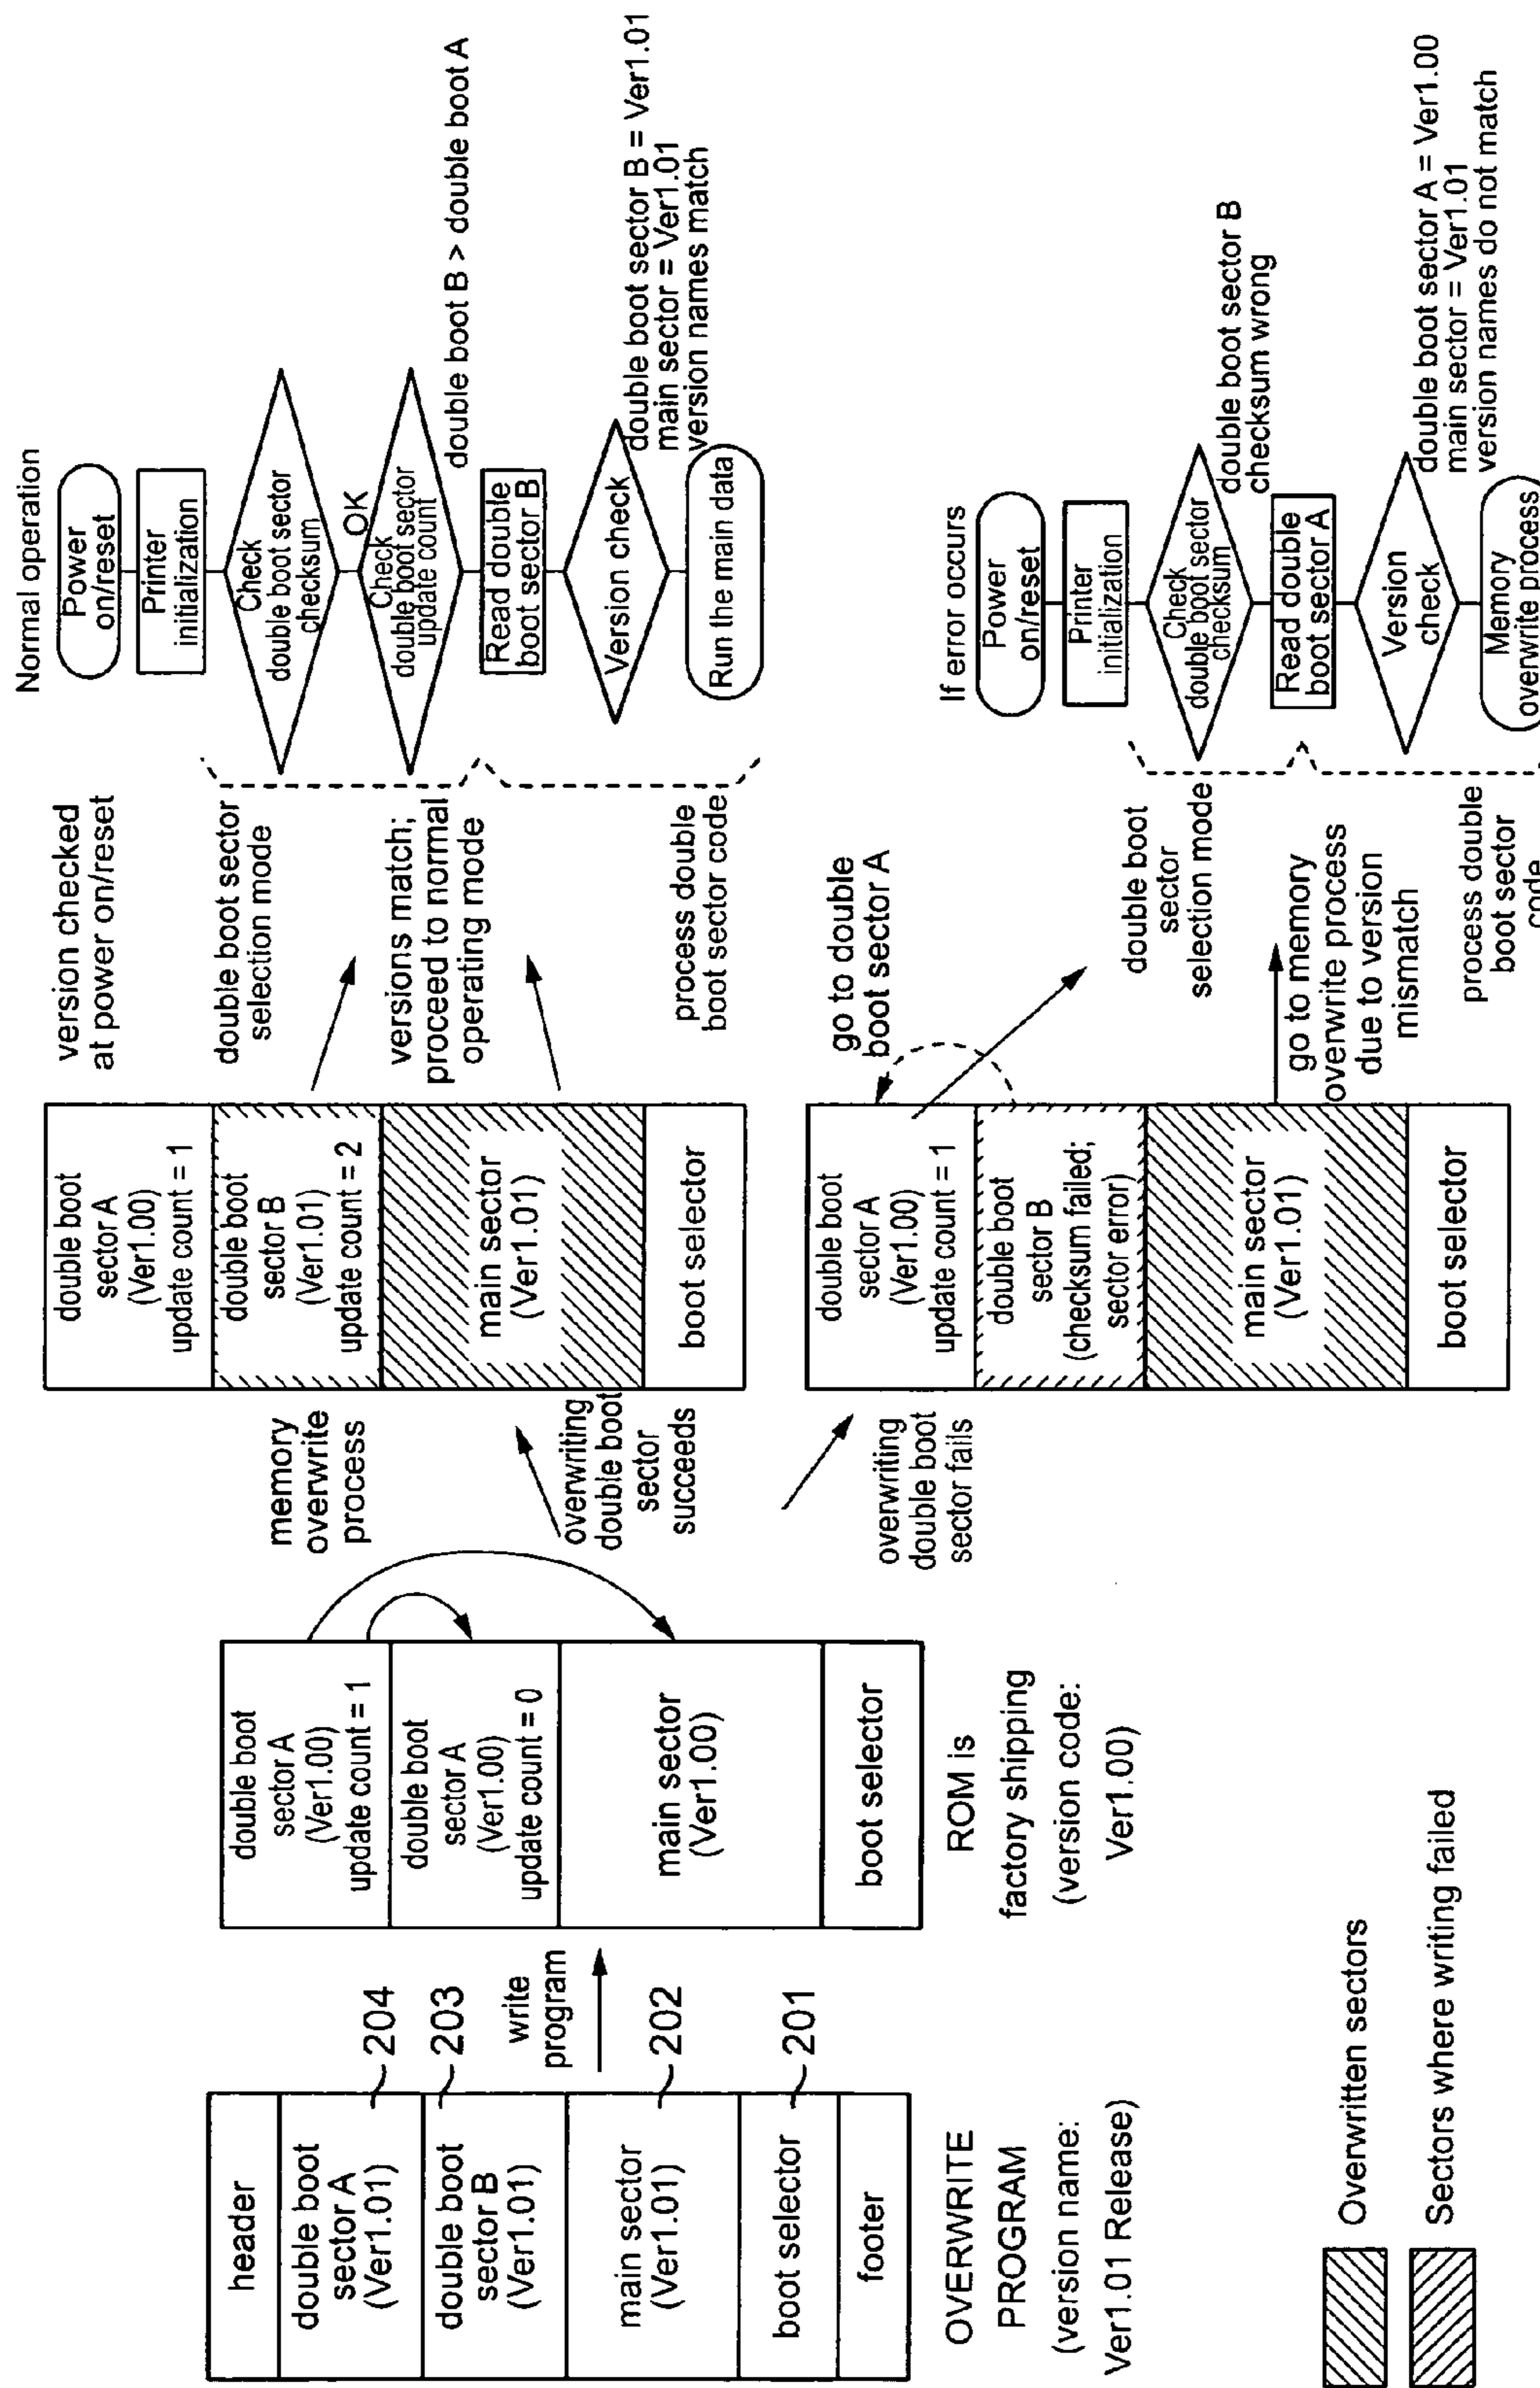 header
double boot
sector A
(Ver1.01)
204
double boot
sector B
(Ver1.01)
203
main sector
(Ver1.01)
202
boot selector
201
footer
OVERWRITE
PROGRAM
(version name:
Ver1.01 Release)
write
program
double boot
sector A
(Ver1.00)
update count = 1
double boot
sector A
(Ver1.00)
update count = 0
main sector
(Ver1.00)
boot selector
ROM is
factory shipping
(version code:
Ver1.00)
memory
overwrite
process
overwriting
double boot
sector
succeeds
overwriting
double boot
sector fails
double boot
sector A
(Ver1.00)
update count = 1
double boot
sector B
(Ver1.01)
update count = 2
main sector
(Ver1.01)
boot selector
version checked
at power on/reset
double boot sector
selection mode
versions match;
proceed to normal
operating mode
process double
boot sector code
Normal operation
Power
on/reset
Printer
initialization
Check
double boot sector
checksum
OK
Check
double boot sector
update count
double boot B > double boot A
Read double
boot sector B
Version check
double boot sector B = Ver1.01
main sector = Ver1.01
version names match
Run the main data
double boot
sector A
(Ver1.00)
update count = 1
double boot
sector B
(checksum failed;
sector error)
main sector
(Ver1.01)
boot selector
go to double
boot sector A
double boot
sector
selection mode
go to memory
overwrite process
due to version
mismatch
process double
boot sector
code
If error occurs
Power
on/reset
Printer
initialization
Check
double boot sector
checksum
double boot sector B
checksum wrong
Read double
boot sector A
Version
check
double boot sector A = Ver1.00
main sector = Ver1.01
version names do not match
Memory
overwrite process
Overwritten sectors
Sectors where writing failed